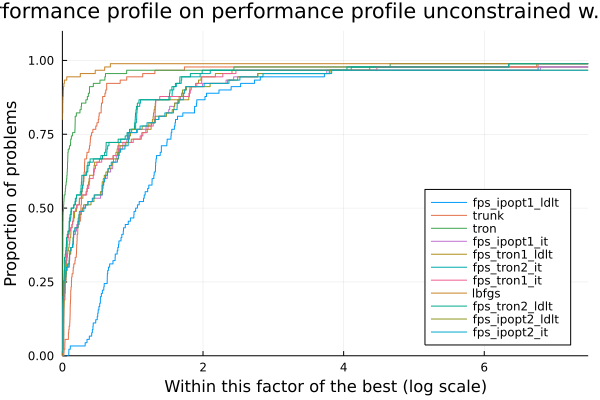 formance profile on performance profile unconstrained w.
1.00
0.75
0.50
0.25
0.00
Proportion of problems
fps_ipopt1_ldlt
trunk
tron
fps_ipopt1_it
fps_tron1_ldlt
fps_tron2_it
fps_tron1_it
lbfgs
fps_tron2_ldlt
fps_ipopt2_ldlt
fps_ipopt2_it
0 2 4 6
Within this factor of the best (log scale)